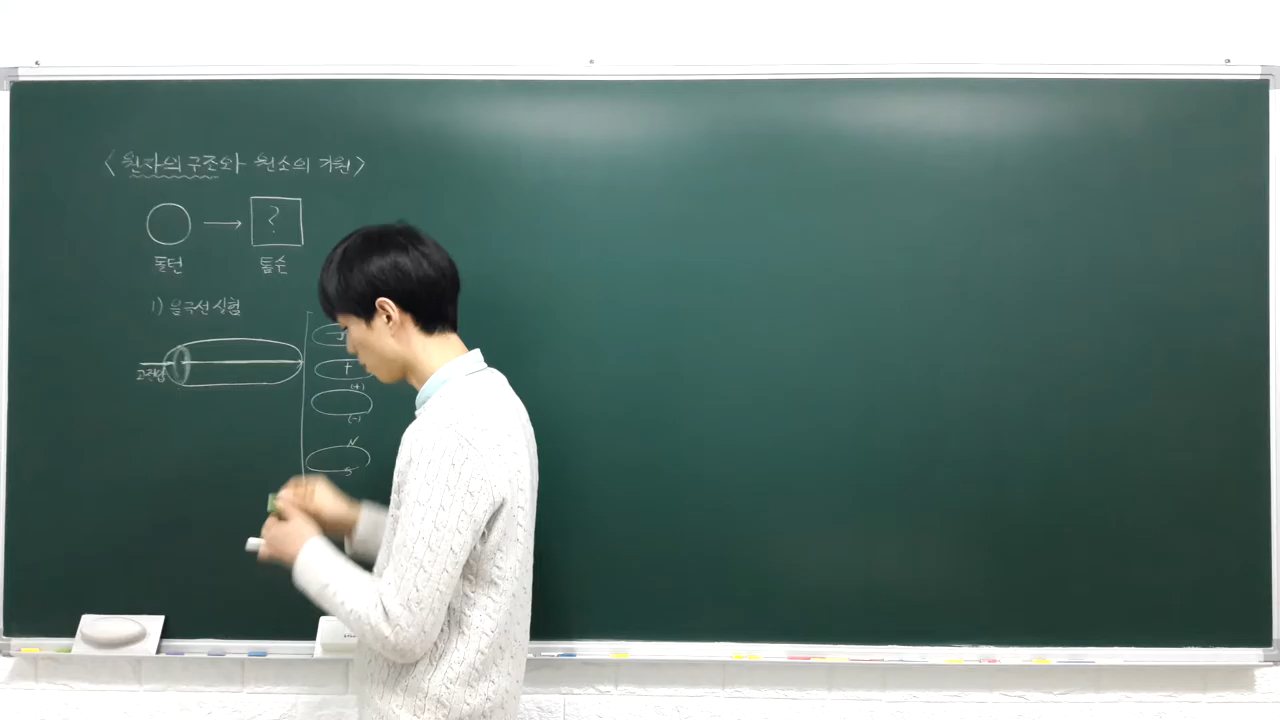 <원자의 구조와 원소의 기원>
?
돌턴 톰슨
1) 음극선 실험
고전압
+
(+)
(-)
N
S